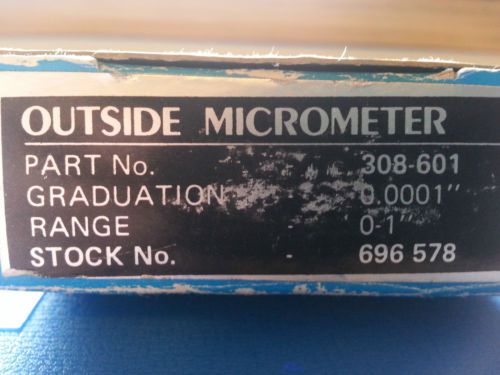 OUTSIDE MICROMETER
PART No. 308-601
GRADUATION 0.0001"
RANGE - 0-1"
STOCK No. - 696 578